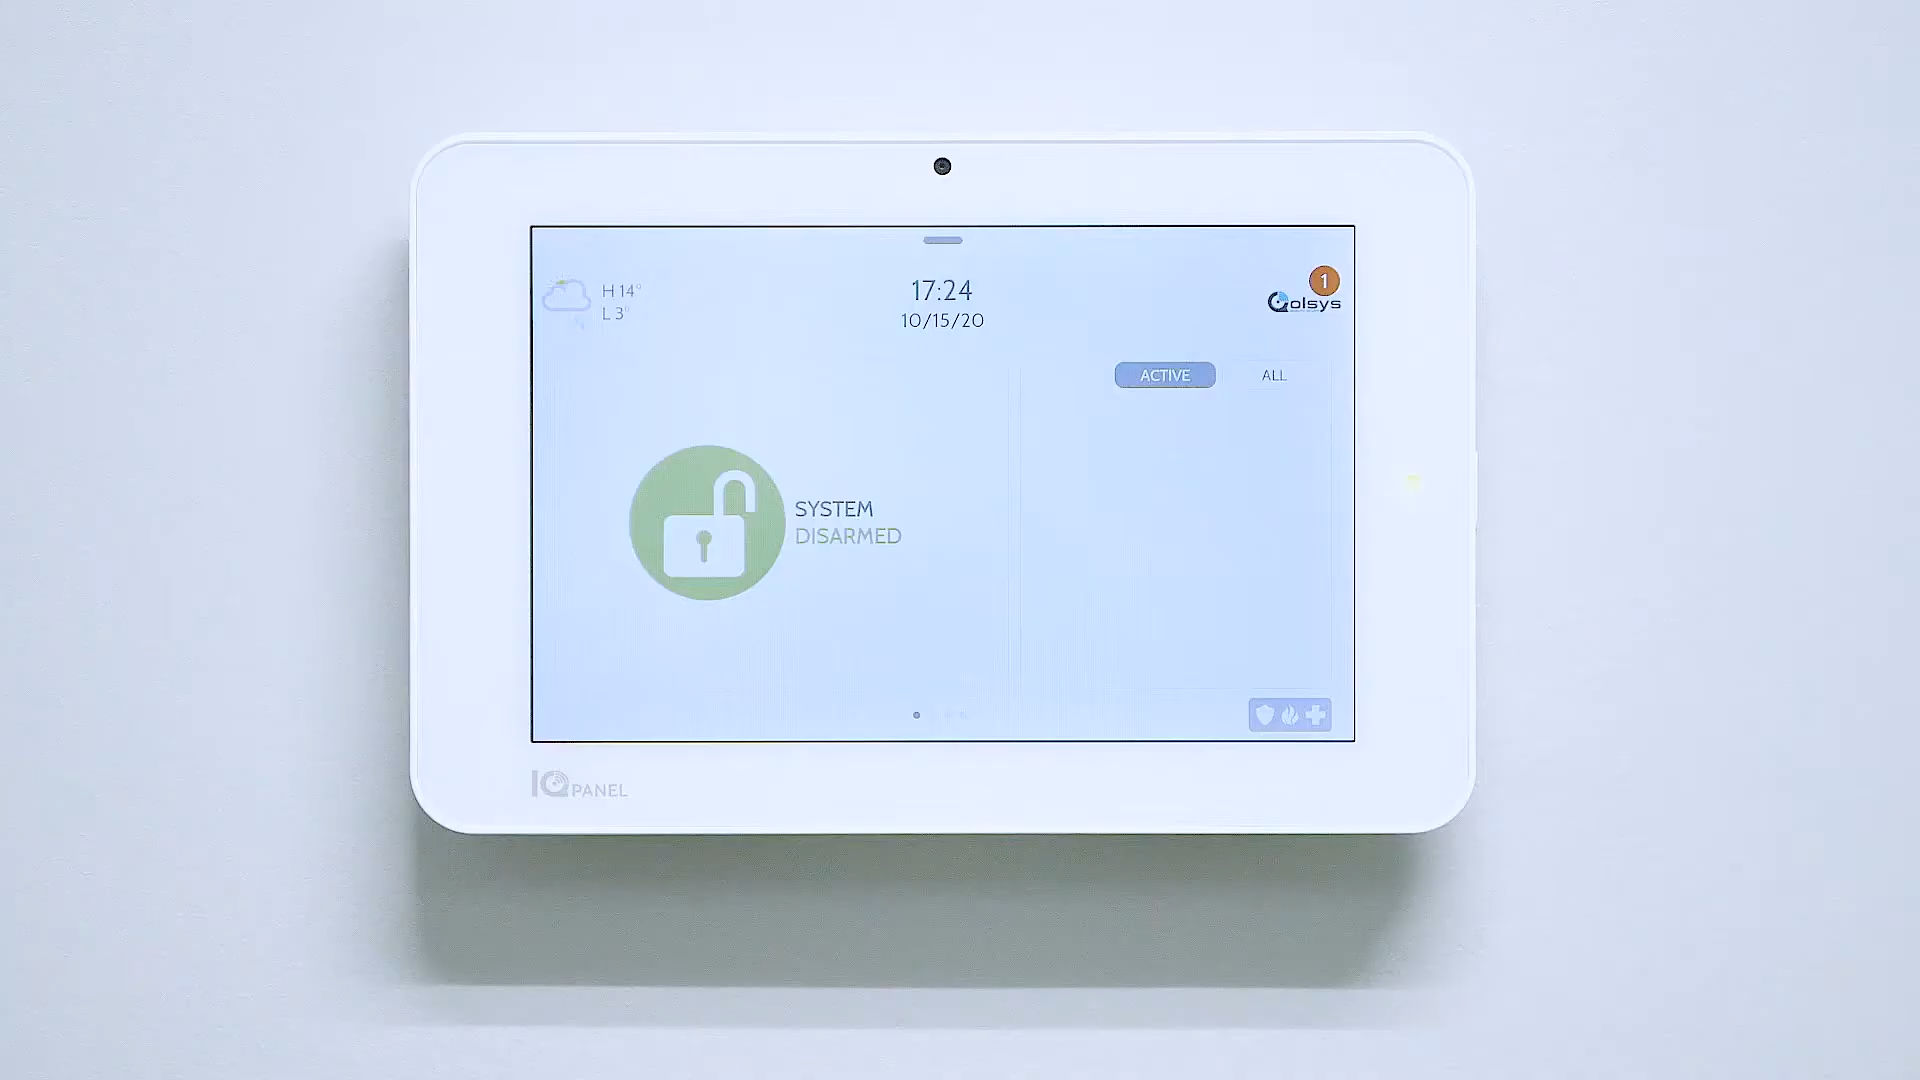 H 14°
L 3°
17:24
10/15/20
1
Qolsys
ACTIVE
ALL
SYSTEM
DISARMED
IQ PANEL